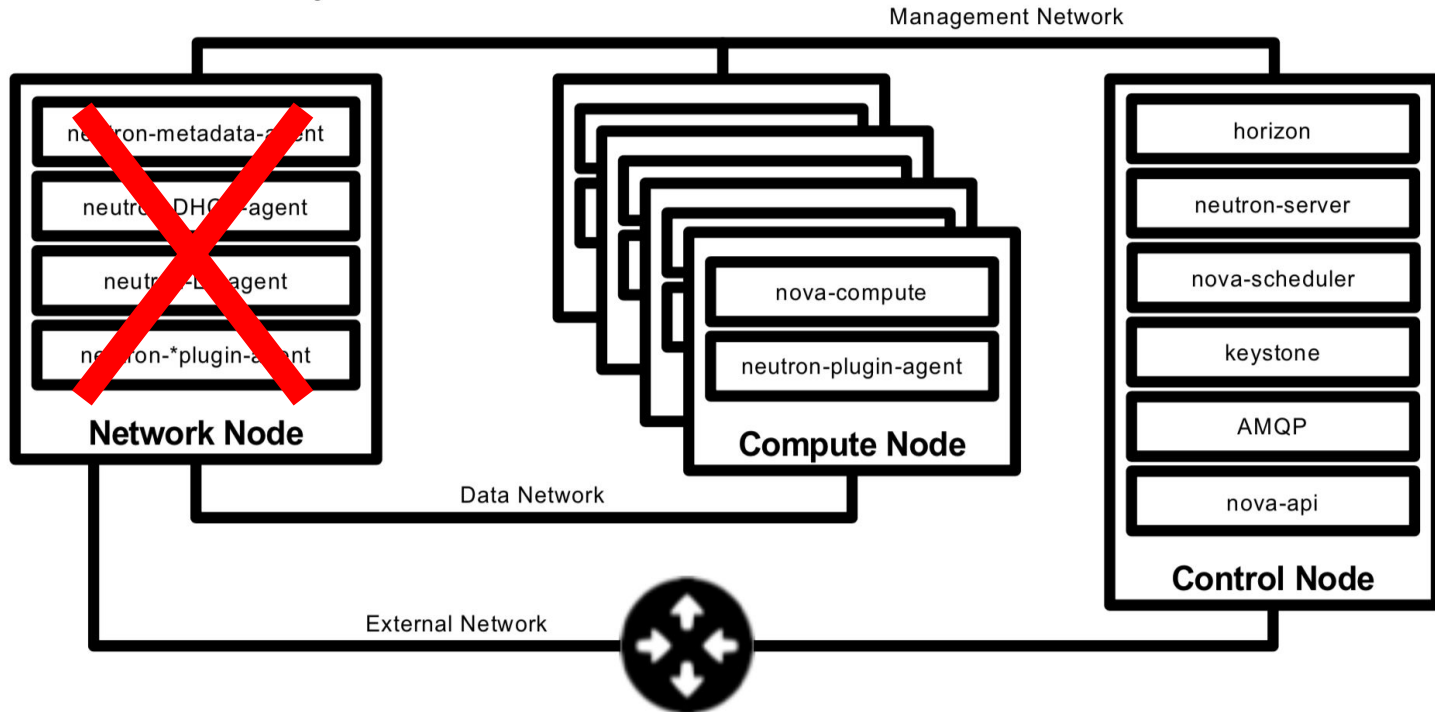 Management Network
neutron-metadata-agent
neutron-DHCP-agent
neutron-L3-agent
neutron-*plugin-agent
Network Node
nova-compute
neutron-plugin-agent
Compute Node
horizon
neutron-server
nova-scheduler
keystone
AMQP
nova-api
Control Node
Data Network
External Network